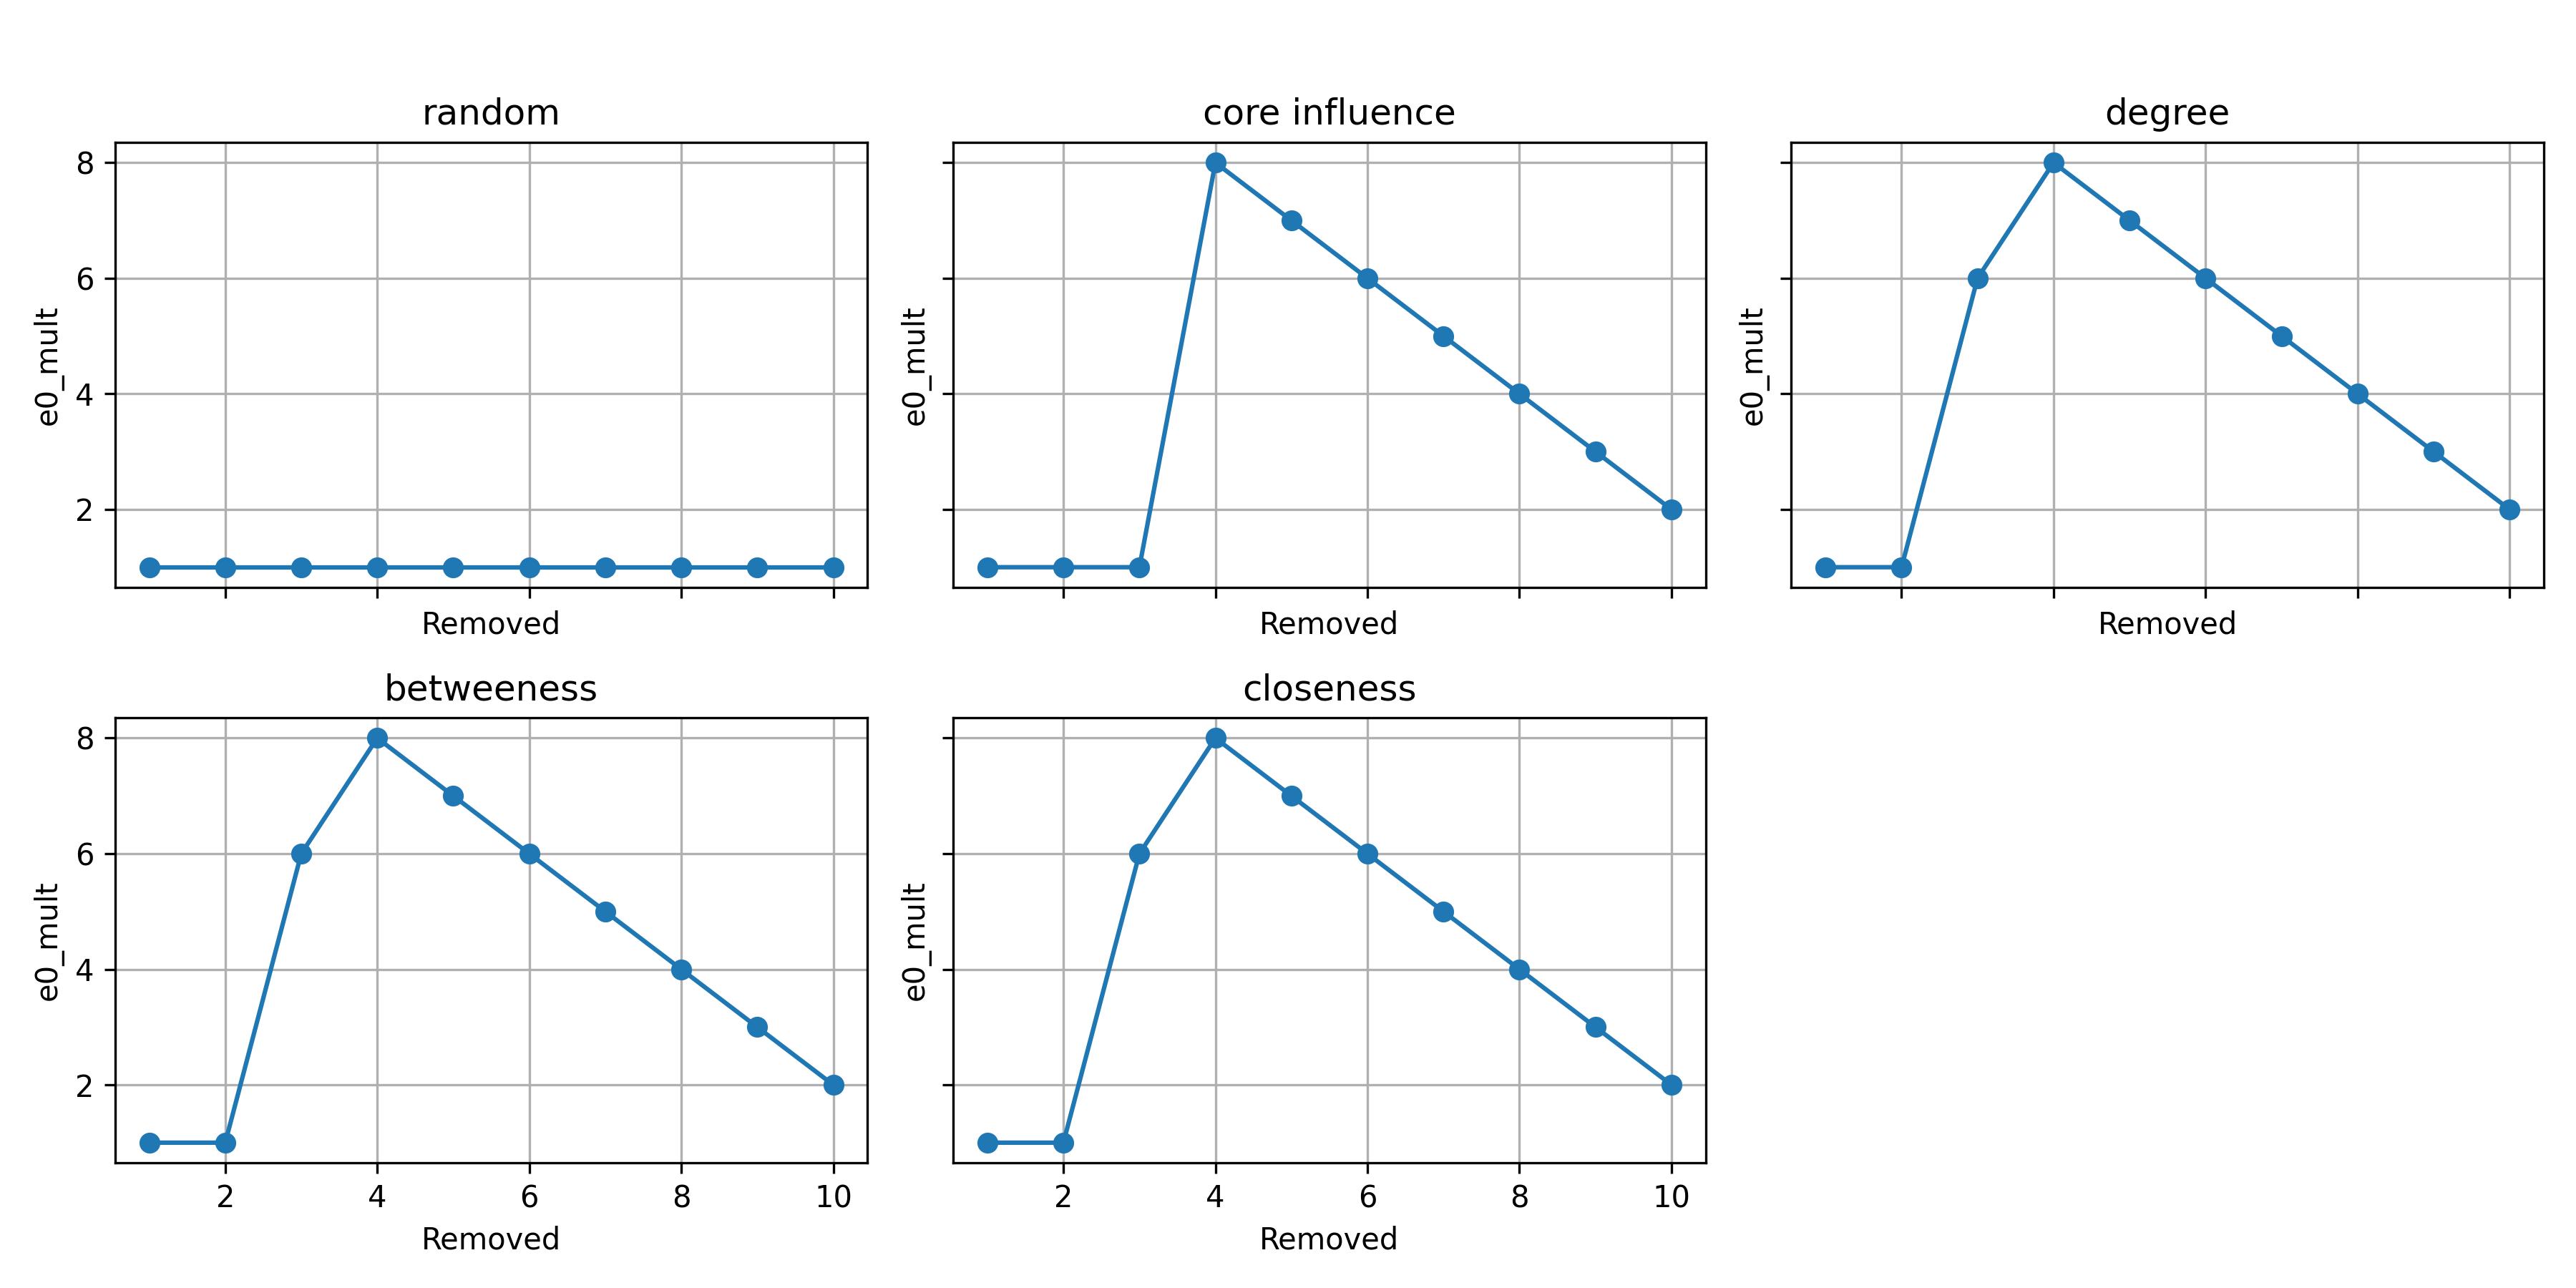 random
core influence
degree
8
6
4
2
e0_mult
e0_mult
e0_mult
Removed
Removed
Removed
betweeness
closeness
8
6
4
2
e0_mult
e0_mult
2 4 6 8 10
2 4 6 8 10
Removed
Removed